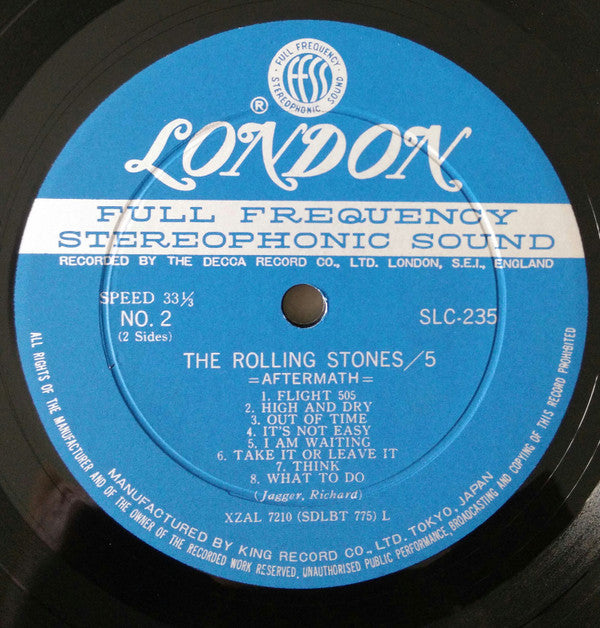 FULL FREQUENCY
ffss
STEREOPHONIC SOUND
®
LONDON
FULL FREQUENCY
STEREOPHONIC SOUND
RECORDED BY THE DECCA RECORD CO., LTD. LONDON, S.E.I., ENGLAND
SPEED 33⅓
NO. 2
(2 Sides)
SLC-235
THE ROLLING STONES/5
=AFTERMATH=
1. FLIGHT 505
2. HIGH AND DRY
3. OUT OF TIME
4. IT'S NOT EASY
5. I AM WAITING
6. TAKE IT OR LEAVE IT
7. THINK
8. WHAT TO DO
(Jagger, Richard)
XZAL 7210 (SDLBT 775) L
MANUFACTURED BY KING RECORD CO., LTD. TOKYO, JAPAN
ALL RIGHTS OF THE MANUFACTURER AND OF THE OWNER OF THE RECORDED WORK RESERVED, UNAUTHORISED PUBLIC PERFORMANCE, BROADCASTING AND COPYING OF THIS RECORD PROHIBITED